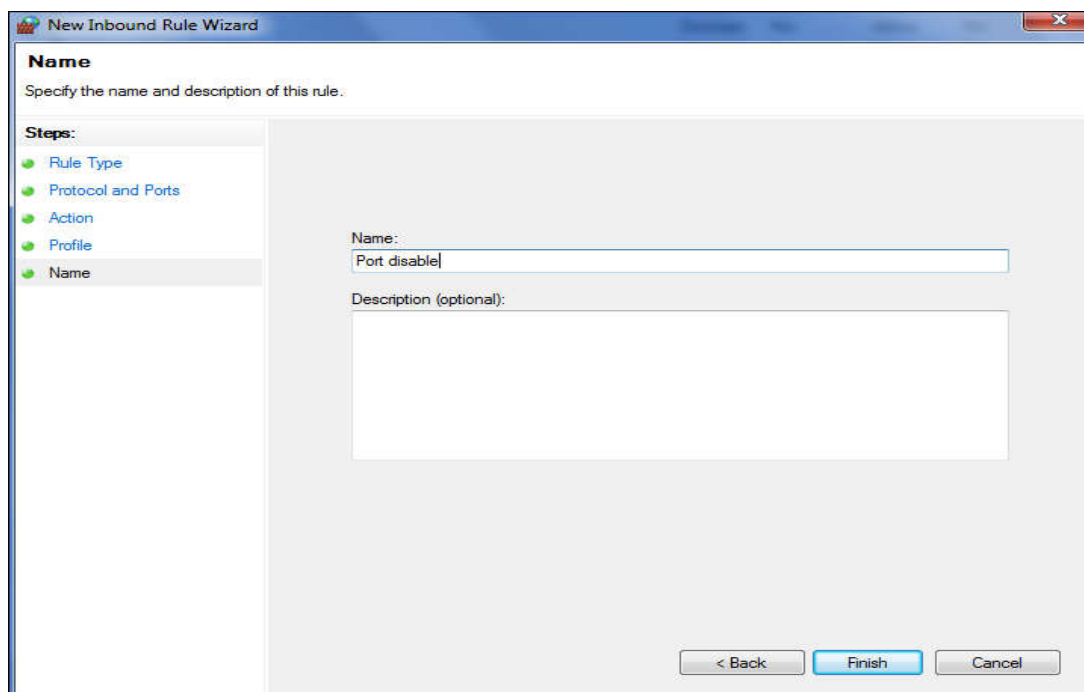 New Inbound Rule Wizard
Name
Specify the name and description of this rule.
Steps:
Rule Type
Protocol and Ports
Action
Profile
Name
Name:
Port disable
Description (optional):
< Back
Finish
Cancel